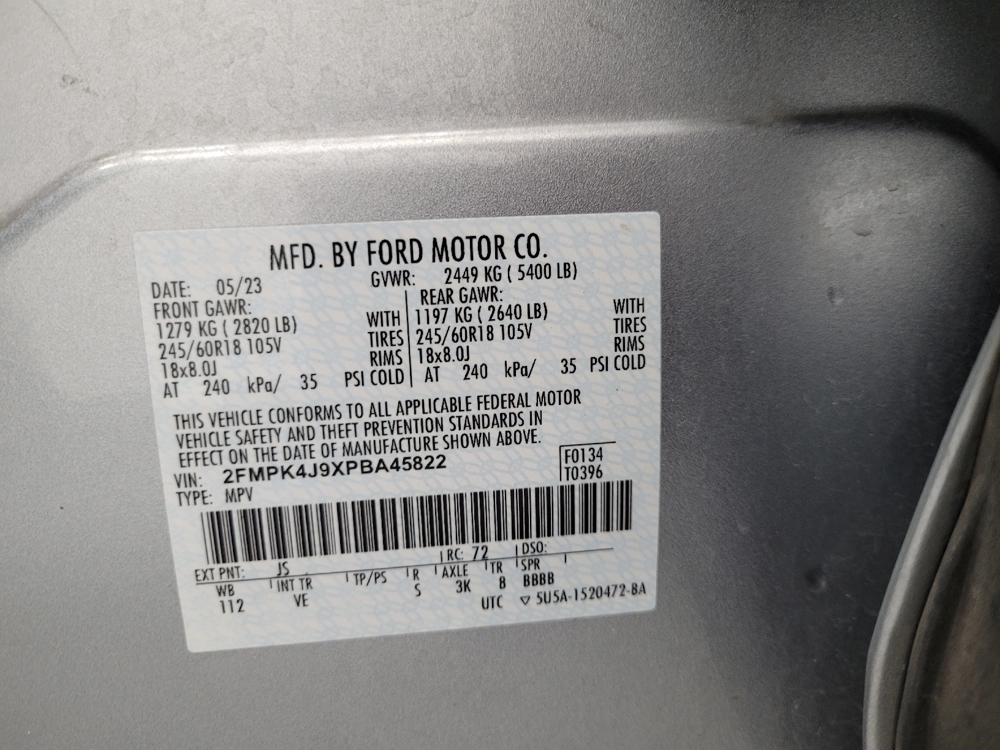 MFD. BY FORD MOTOR CO.
DATE: 05/23 GVWR: 2449 KG ( 5400 LB)
FRONT GAWR: REAR GAWR:
1279 KG ( 2820 LB) WITH 1197 KG ( 2640 LB) WITH
245/60R18 105V TIRES 245/60R18 105V TIRES
18x8.0J RIMS 18x8.0J RIMS
AT 240 kPa/ 35 PSI COLD AT 240 kPa/ 35 PSI COLD
THIS VEHICLE CONFORMS TO ALL APPLICABLE FEDERAL MOTOR
VEHICLE SAFETY AND THEFT PREVENTION STANDARDS IN
EFFECT ON THE DATE OF MANUFACTURE SHOWN ABOVE.
VIN: 2FMPK4J9XPBA45822 F0134
TYPE: MPV T0396
EXT PNT: JS RC: 72 DSO:
WB INT TR TP/PS R AXLE TR SPR
112 VE S 3K B BBBB
UTC ▽ 5U5A-1520472-BA